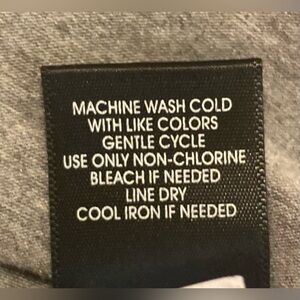 MACHINE WASH COLD
WITH LIKE COLORS
GENTLE CYCLE
USE ONLY NON-CHLORINE
BLEACH IF NEEDED
LINE DRY
COOL IRON IF NEEDED